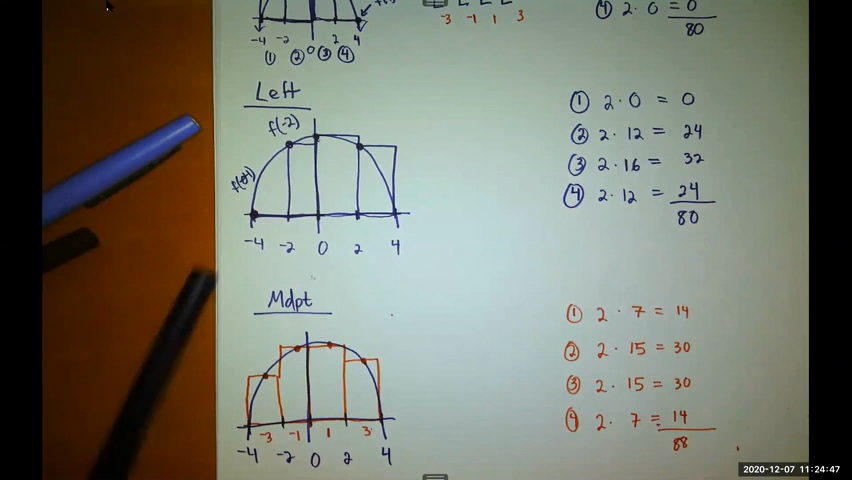 -4 -2 0 2 4
① ② ③ ④
-3 -1 1 3
④ 2 · 0 = 0
80
Left
f(-2)
f(-4)
-4 -2 0 2 4
① 2 · 0 = 0
② 2 · 12 = 24
③ 2 · 16 = 32
④ 2 · 12 = 24
80
Mdpt
-3 -1 1 3
-4 -2 0 2 4
① 2 · 7 = 14
② 2 · 15 = 30
③ 2 · 15 = 30
④ 2 · 7 = 14
88
2020-12-07 11:24:47